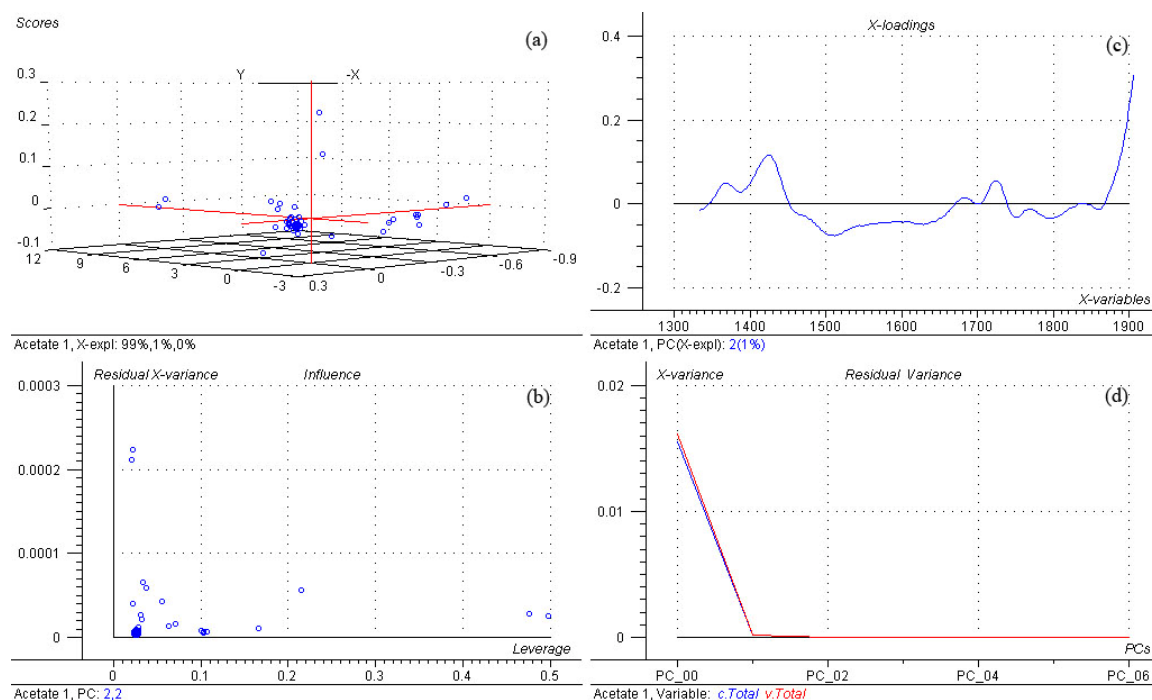 Scores
(a)
Y -X
0.3
0.2
0.1
0
-0.1
12 9 6 3 0 -3 0.3 0 -0.3 -0.6 -0.9
Acetate 1, X-expl: 99%,1%,0%
X-loadings
(c)
0.4
0.2
0
-0.2
X-variables
1300 1400 1500 1600 1700 1800 1900
Acetate 1, PC(X-expl): 2(1%)
Residual X-variance Influence
(b)
0.0003
0.0002
0.0001
0
Leverage
0 0.1 0.2 0.3 0.4 0.5
Acetate 1, PC: 2,2
X-variance Residual Variance
(d)
0.02
0.01
0
PCs
PC_00 PC_02 PC_04 PC_06
Acetate 1, Variable: c.Total v.Total